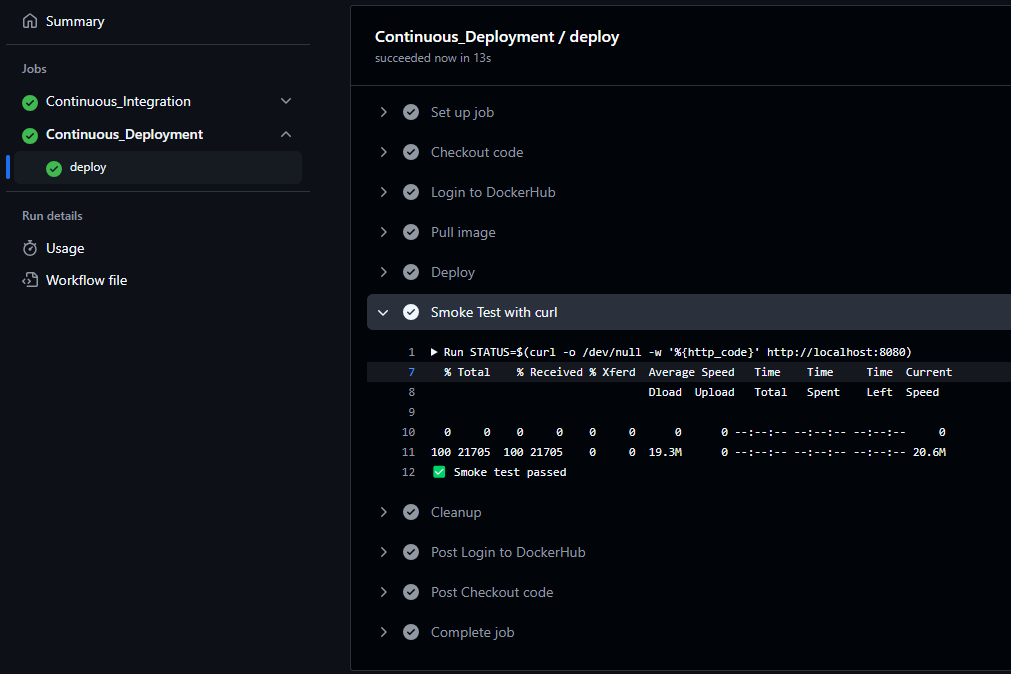 Summary
Jobs
Continuous_Integration
Continuous_Deployment
deploy
Run details
Usage
Workflow file
Continuous_Deployment / deploy
succeeded now in 13s
Set up job
Checkout code
Login to DockerHub
Pull image
Deploy
Smoke Test with curl
1 Run STATUS=$(curl -o /dev/null -w '%{http_code}' http://localhost:8080)
7 % Total % Received % Xferd Average Speed Time Time Time Current
8 Dload Upload Total Spent Left Speed
9
10 0 0 0 0 0 0 0 0 --:--:-- --:--:-- --:--:-- 0
11 100 21705 100 21705 0 0 19.3M 0 --:--:-- --:--:-- --:--:-- 20.6M
12 ✅ Smoke test passed
Cleanup
Post Login to DockerHub
Post Checkout code
Complete job